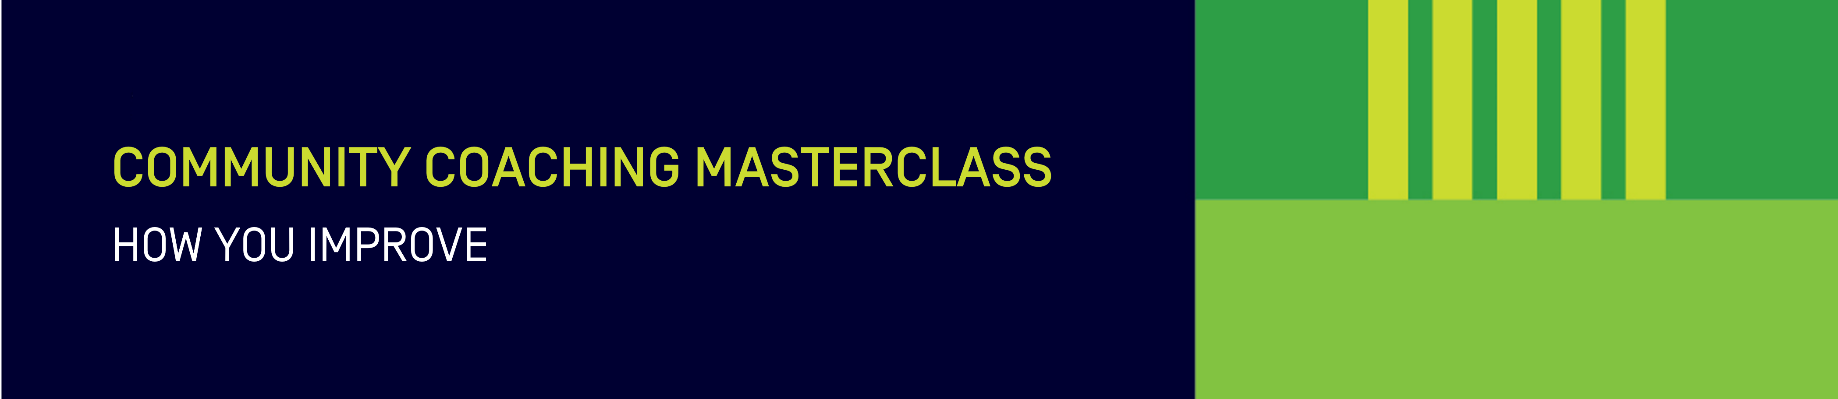 COMMUNITY COACHING MASTERCLASS
HOW YOU IMPROVE